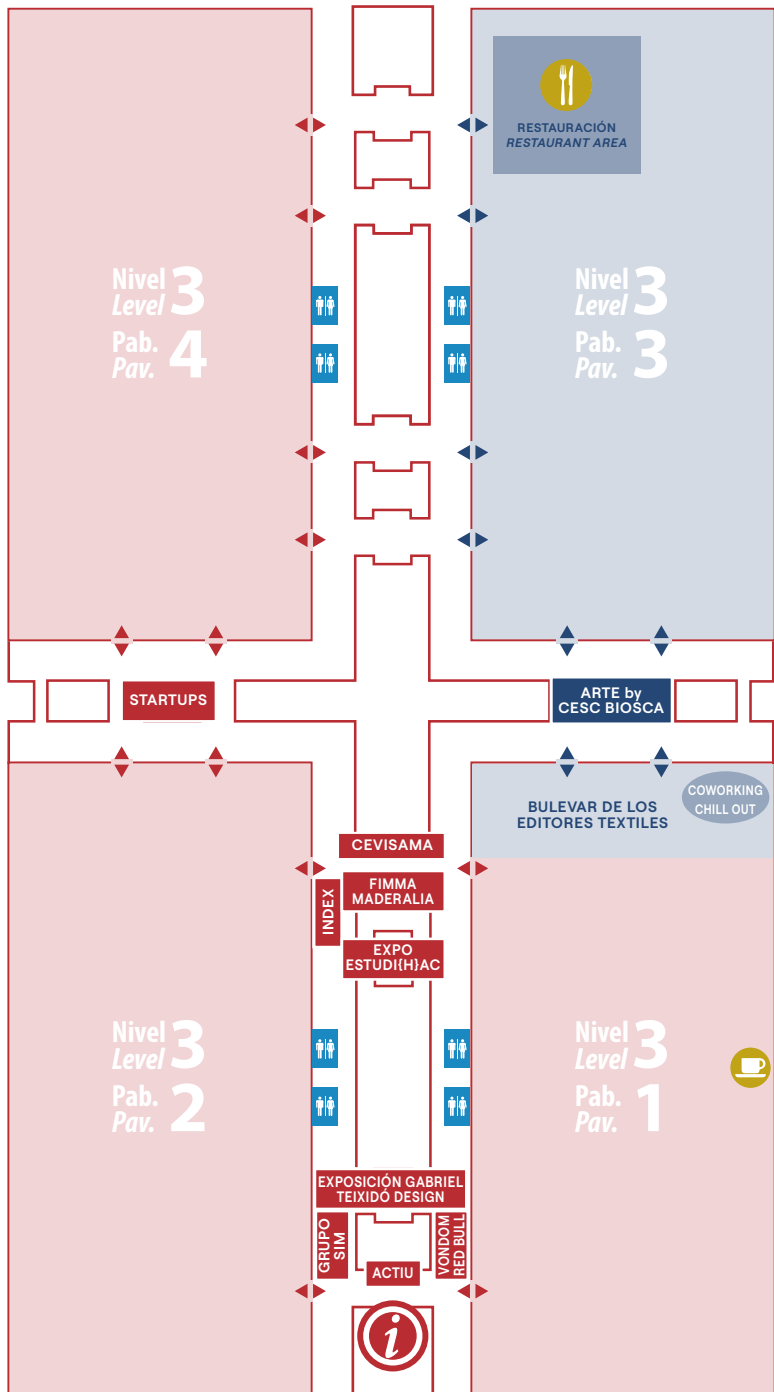 RESTAURACIÓN
RESTAURANT AREA
Nivel 3
Level
Pab. 4
Pav.
Nivel 3
Level
Pab. 3
Pav.
STARTUPS
ARTE by
CESC BIOSCA
BULEVAR DE LOS
EDITORES TEXTILES
COWORKING
CHILL OUT
CEVISAMA
FIMMA
MADERALIA
INDEX
EXPO
ESTUDI{H}AC
Nivel 3
Level
Pab. 2
Pav.
Nivel 3
Level
Pab. 1
Pav.
EXPOSICIÓN GABRIEL
TEIXIDÓ DESIGN
GRUPO
SIM
VONDOM
RED BULL
ACTIU
i